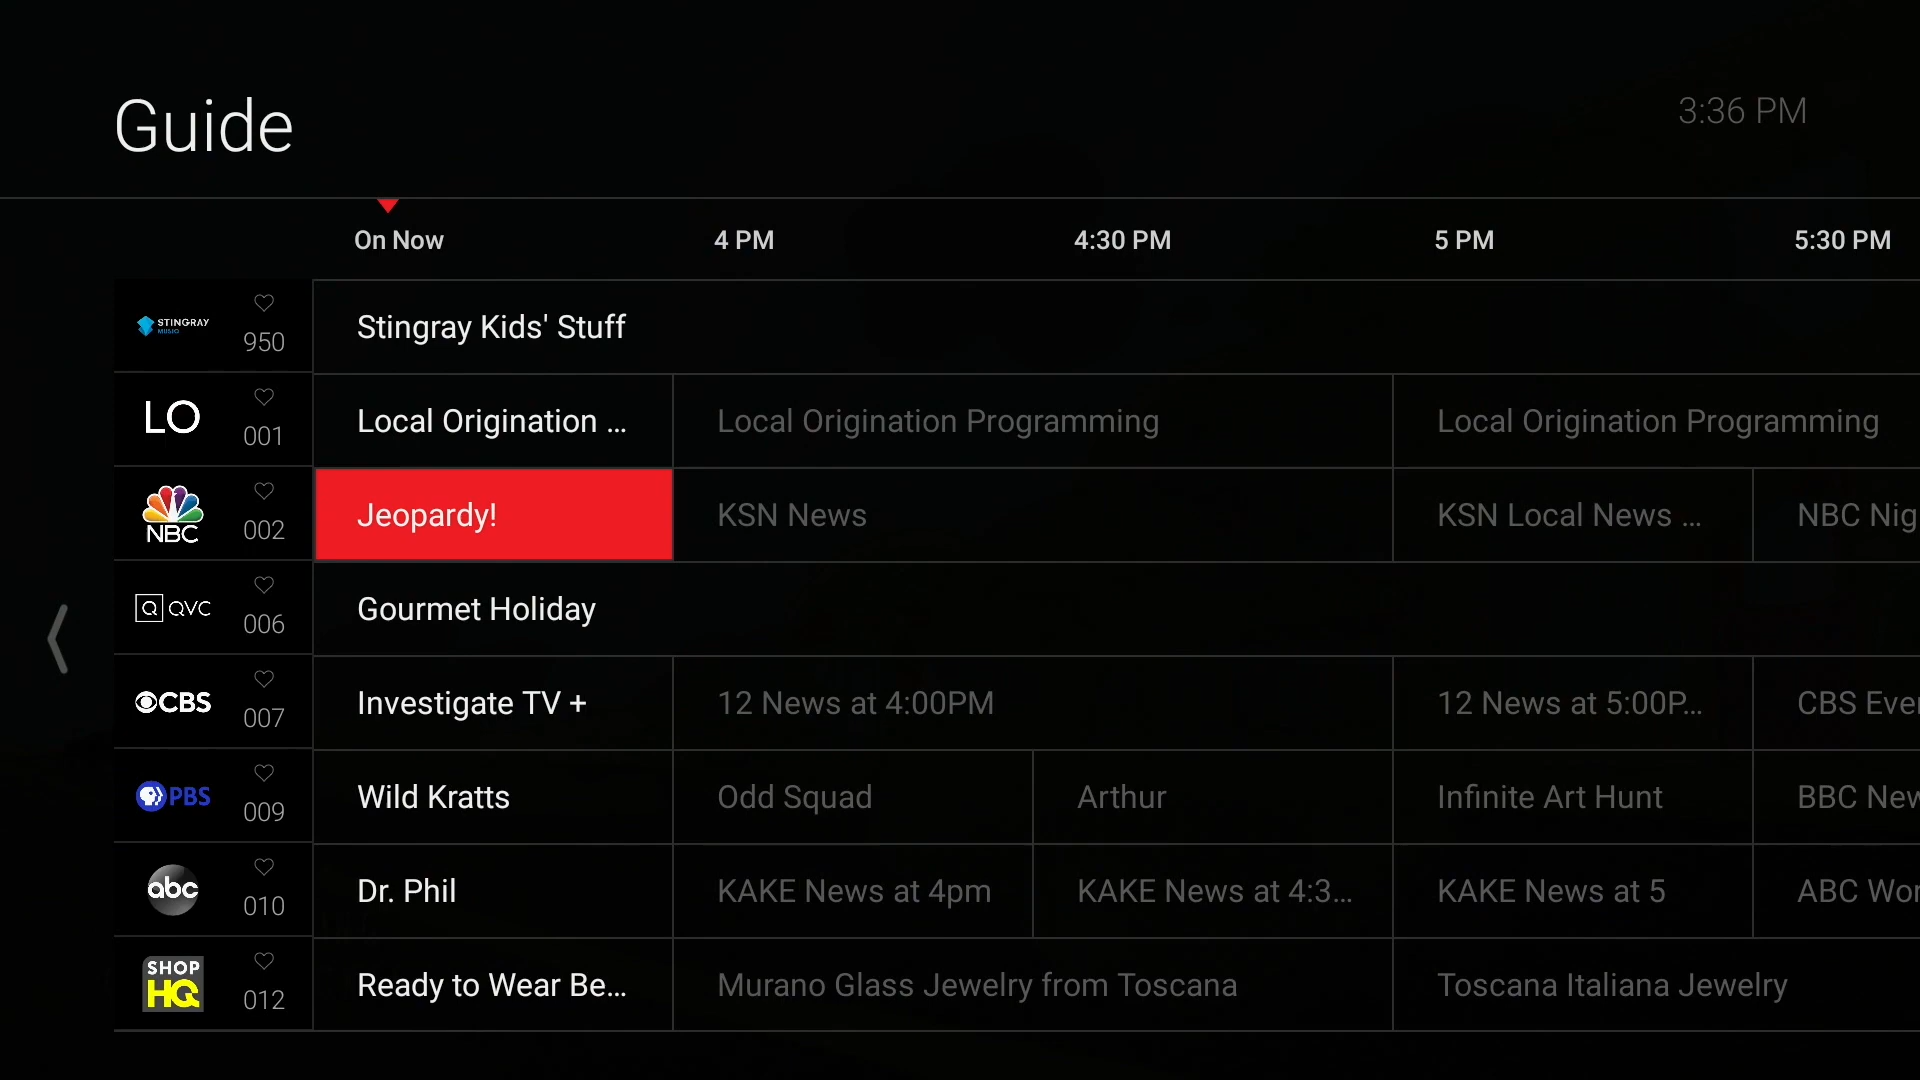 Guide
3:36 PM
On Now 4 PM 4:30 PM 5 PM 5:30 PM
STINGRAY MUSIC 950 Stingray Kids' Stuff
LO 001 Local Origination ... Local Origination Programming Local Origination Programming
NBC 002 Jeopardy! KSN News KSN Local News ... NBC Nig
Q QVC 006 Gourmet Holiday
CBS 007 Investigate TV + 12 News at 4:00PM 12 News at 5:00P... CBS Eve
PBS 009 Wild Kratts Odd Squad Arthur Infinite Art Hunt BBC New
abc 010 Dr. Phil KAKE News at 4pm KAKE News at 4:3... KAKE News at 5 ABC Wor
SHOP HQ 012 Ready to Wear Be... Murano Glass Jewelry from Toscana Toscana Italiana Jewelry